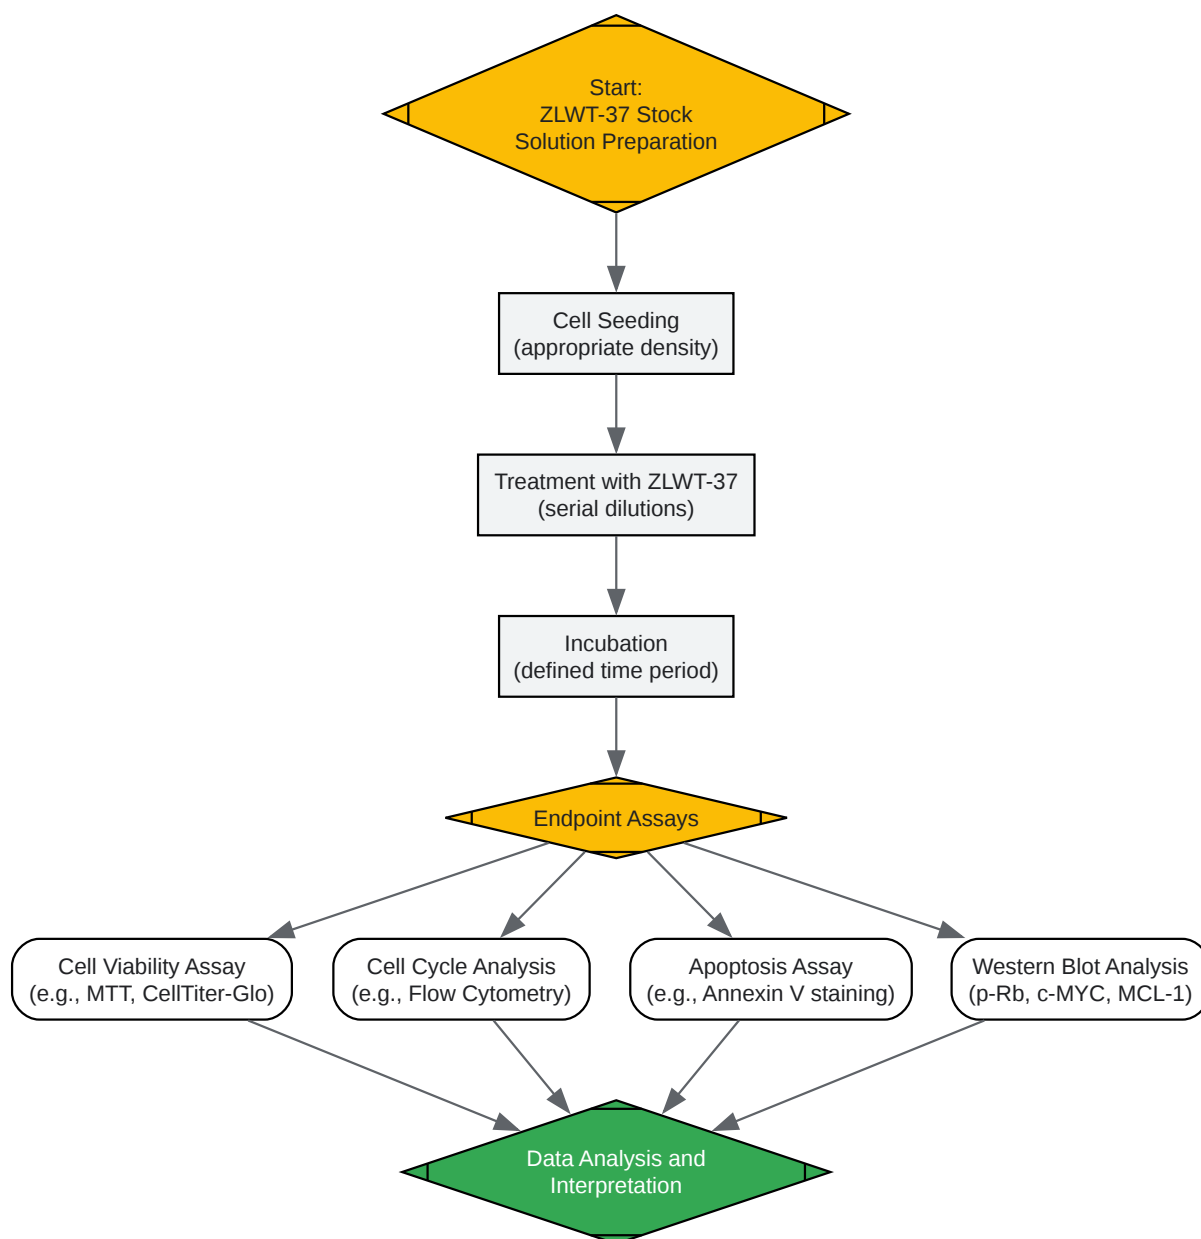 Start:
ZLWT-37 Stock
Solution Preparation
Cell Seeding
(appropriate density)
Treatment with ZLWT-37
(serial dilutions)
Incubation
(defined time period)
Endpoint Assays
Cell Viability Assay
(e.g., MTT, CellTiter-Glo)
Cell Cycle Analysis
(e.g., Flow Cytometry)
Apoptosis Assay
(e.g., Annexin V staining)
Western Blot Analysis
(p-Rb, c-MYC, MCL-1)
Data Analysis and
Interpretation